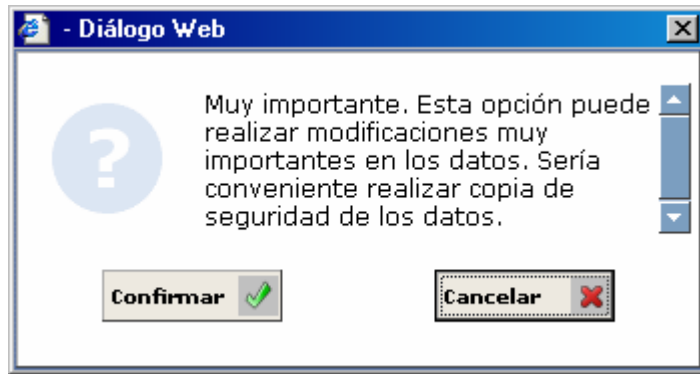 - Diálogo Web
Muy importante. Esta opción puede
realizar modificaciones muy
importantes en los datos. Sería
conveniente realizar copia de
seguridad de los datos.
Confirmar
Cancelar